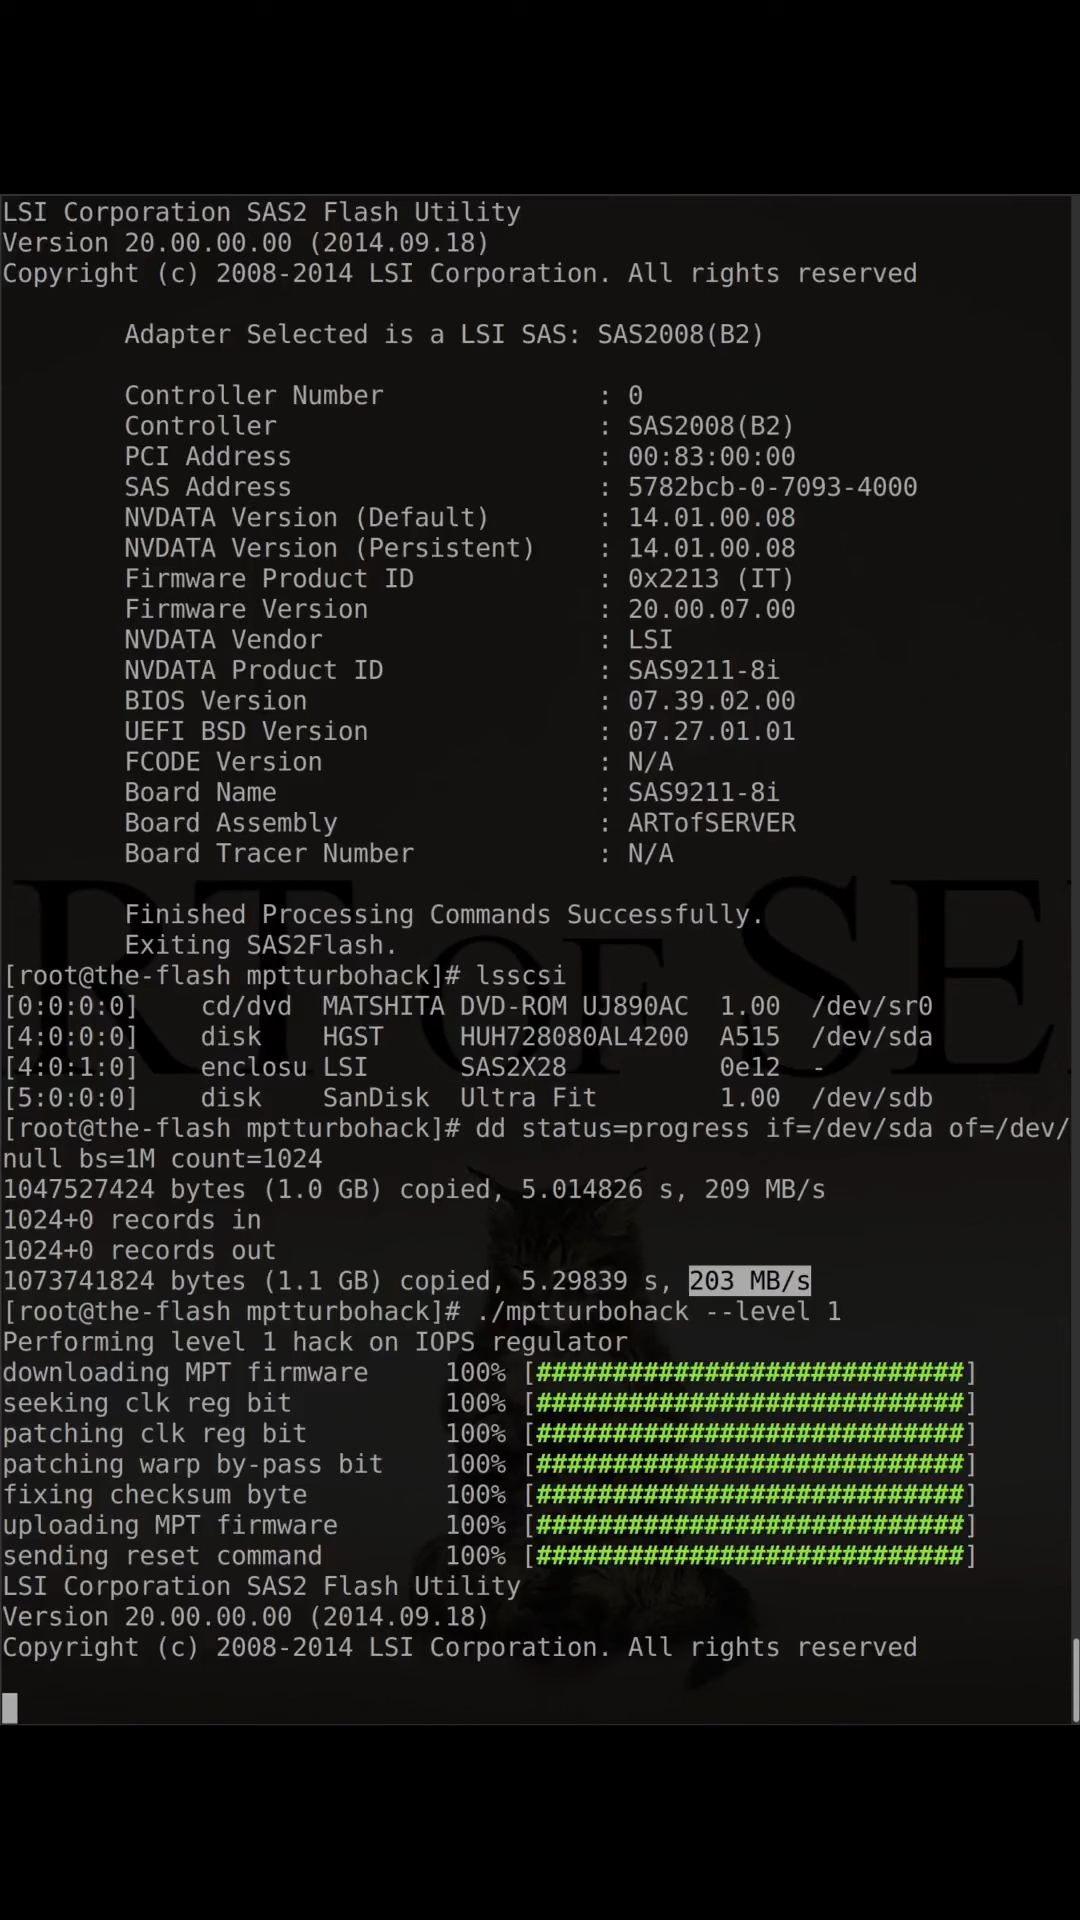 LSI Corporation SAS2 Flash Utility
Version 20.00.00.00 (2014.09.18)
Copyright (c) 2008-2014 LSI Corporation. All rights reserved
Adapter Selected is a LSI SAS: SAS2008(B2)
Controller Number : 0
Controller : SAS2008(B2)
PCI Address : 00:83:00:00
SAS Address : 5782bcb-0-7093-4000
NVDATA Version (Default) : 14.01.00.08
NVDATA Version (Persistent) : 14.01.00.08
Firmware Product ID : 0x2213 (IT)
Firmware Version : 20.00.07.00
NVDATA Vendor : LSI
NVDATA Product ID : SAS9211-8i
BIOS Version : 07.39.02.00
UEFI BSD Version : 07.27.01.01
FCODE Version : N/A
Board Name : SAS9211-8i
Board Assembly : ARTofSERVER
Board Tracer Number : N/A
RT OF SE
Finished Processing Commands Successfully.
Exiting SAS2Flash.
[root@the-flash mptturbohack]# lsscsi
[0:0:0:0] cd/dvd MATSHITA DVD-ROM UJ890AC 1.00 /dev/sr0
[4:0:0:0] disk HGST HUH728080AL4200 A515 /dev/sda
[4:0:1:0] enclosu LSI SAS2X28 0e12 -
[5:0:0:0] disk SanDisk Ultra Fit 1.00 /dev/sdb
[root@the-flash mptturbohack]# dd status=progress if=/dev/sda of=/dev/
null bs=1M count=1024
1047527424 bytes (1.0 GB) copied, 5.014826 s, 209 MB/s
1024+0 records in
1024+0 records out
1073741824 bytes (1.1 GB) copied, 5.29839 s, 203 MB/s
[root@the-flash mptturbohack]# ./mptturbohack --level 1
Performing level 1 hack on IOPS regulator
downloading MPT firmware 100% [############################]
seeking clk reg bit 100% [############################]
patching clk reg bit 100% [############################]
patching warp by-pass bit 100% [############################]
fixing checksum byte 100% [############################]
uploading MPT firmware 100% [############################]
sending reset command 100% [############################]
LSI Corporation SAS2 Flash Utility
Version 20.00.00.00 (2014.09.18)
Copyright (c) 2008-2014 LSI Corporation. All rights reserved